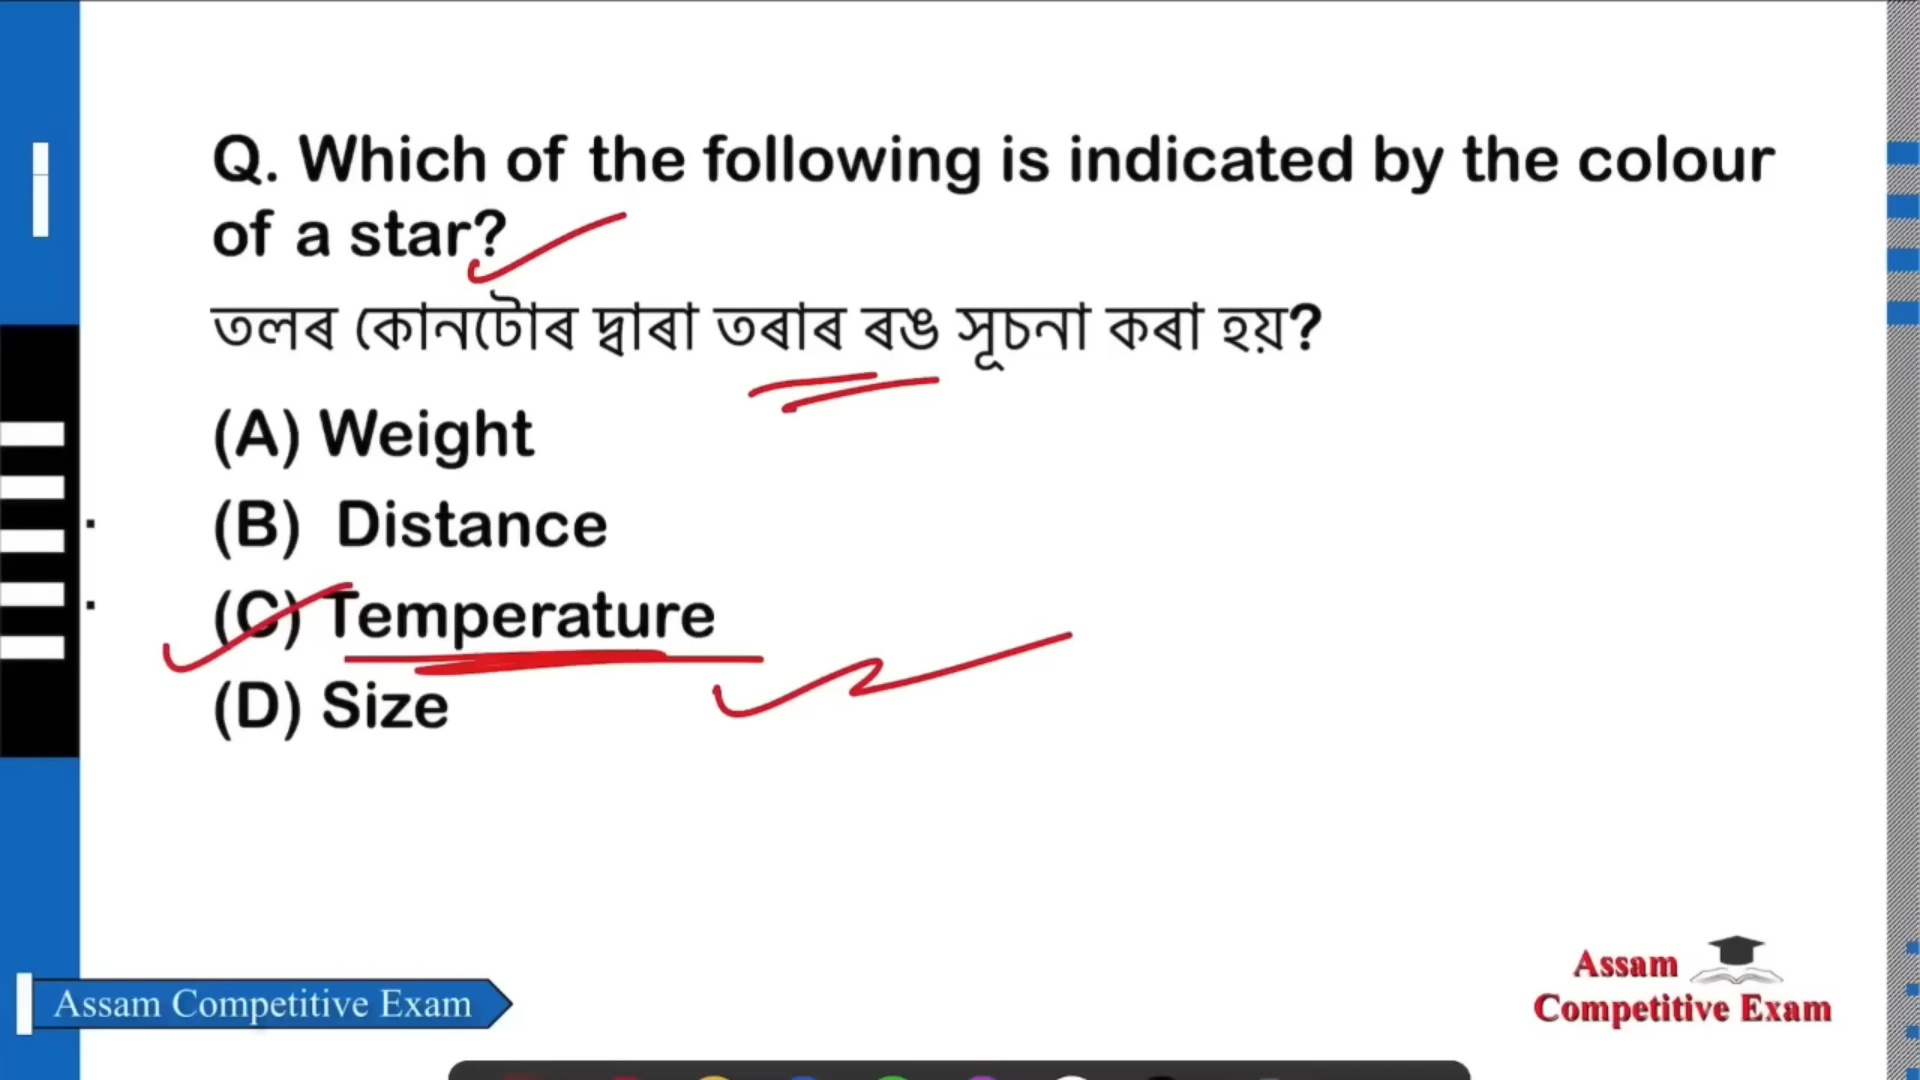 Q. Which of the following is indicated by the colour
of a star?
তলৰ কোনটোৰ দ্বাৰা তৰাৰ ৰঙ সূচনা কৰা হয়?
(A) Weight
(B) Distance
(C) Temperature
(D) Size
Assam Competitive Exam
Assam
Competitive Exam